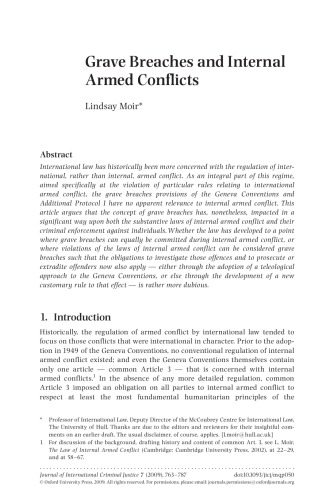 Grave Breaches and Internal
Armed Conflicts
Lindsay Moir*
Abstract
International law has historically been more concerned with the regulation of inter-
national, rather than internal, armed conflict. As an integral part of this regime,
aimed specifically at the violation of particular rules relating to international
armed conflict, the grave breaches provisions of the Geneva Conventions and
Additional Protocol I have no apparent relevance to internal armed conflict. This
article argues that the concept of grave breaches has, nonetheless, impacted in a
significant way upon both the substantive laws of internal armed conflict and their
criminal enforcement against individuals. Whether the law has developed to a point
where grave breaches can equally be committed during internal armed conflict, or
where violations of the laws of internal armed conflict can be considered grave
breaches such that the obligations to investigate those offences and to prosecute or
extradite offenders now also apply — either through the adoption of a teleological
approach to the Geneva Conventions, or else through the development of a new
customary rule to that effect — is rather more dubious.
1. Introduction
Historically, the regulation of armed conflict by international law tended to
focus on those conflicts that were international in character. Prior to the adop-
tion in 1949 of the Geneva Conventions, no conventional regulation of internal
armed conflict existed; and even the Geneva Conventions themselves contain
only one article — common Article 3 — that is concerned with internal
armed conflicts.1 In the absence of any more detailed regulation, common
Article 3 imposed an obligation on all parties to internal armed conflict to
respect at least the most fundamental humanitarian principles of the
* Professor of International Law, Deputy Director of the McCoubrey Centre for International Law,
The University of Hull. Thanks are due to the editors and reviewers for their insightful com-
ments on an earlier draft. The usual disclaimer, of course, applies. [l.moir@hull.ac.uk]
1 For discussion of the background, drafting history and content of common Art. 3, see L. Moir,
The Law of Internal Armed Conflict (Cambridge: Cambridge University Press, 2002), at 22–29,
and at 58–67.
Journal of International Criminal Justice 7 (2009), 763–787 doi:10.1093/jicj/mqp050
© Oxford University Press, 2009, All rights reserved. For permissions, please email: journals.permissions@oxfordjournals.org